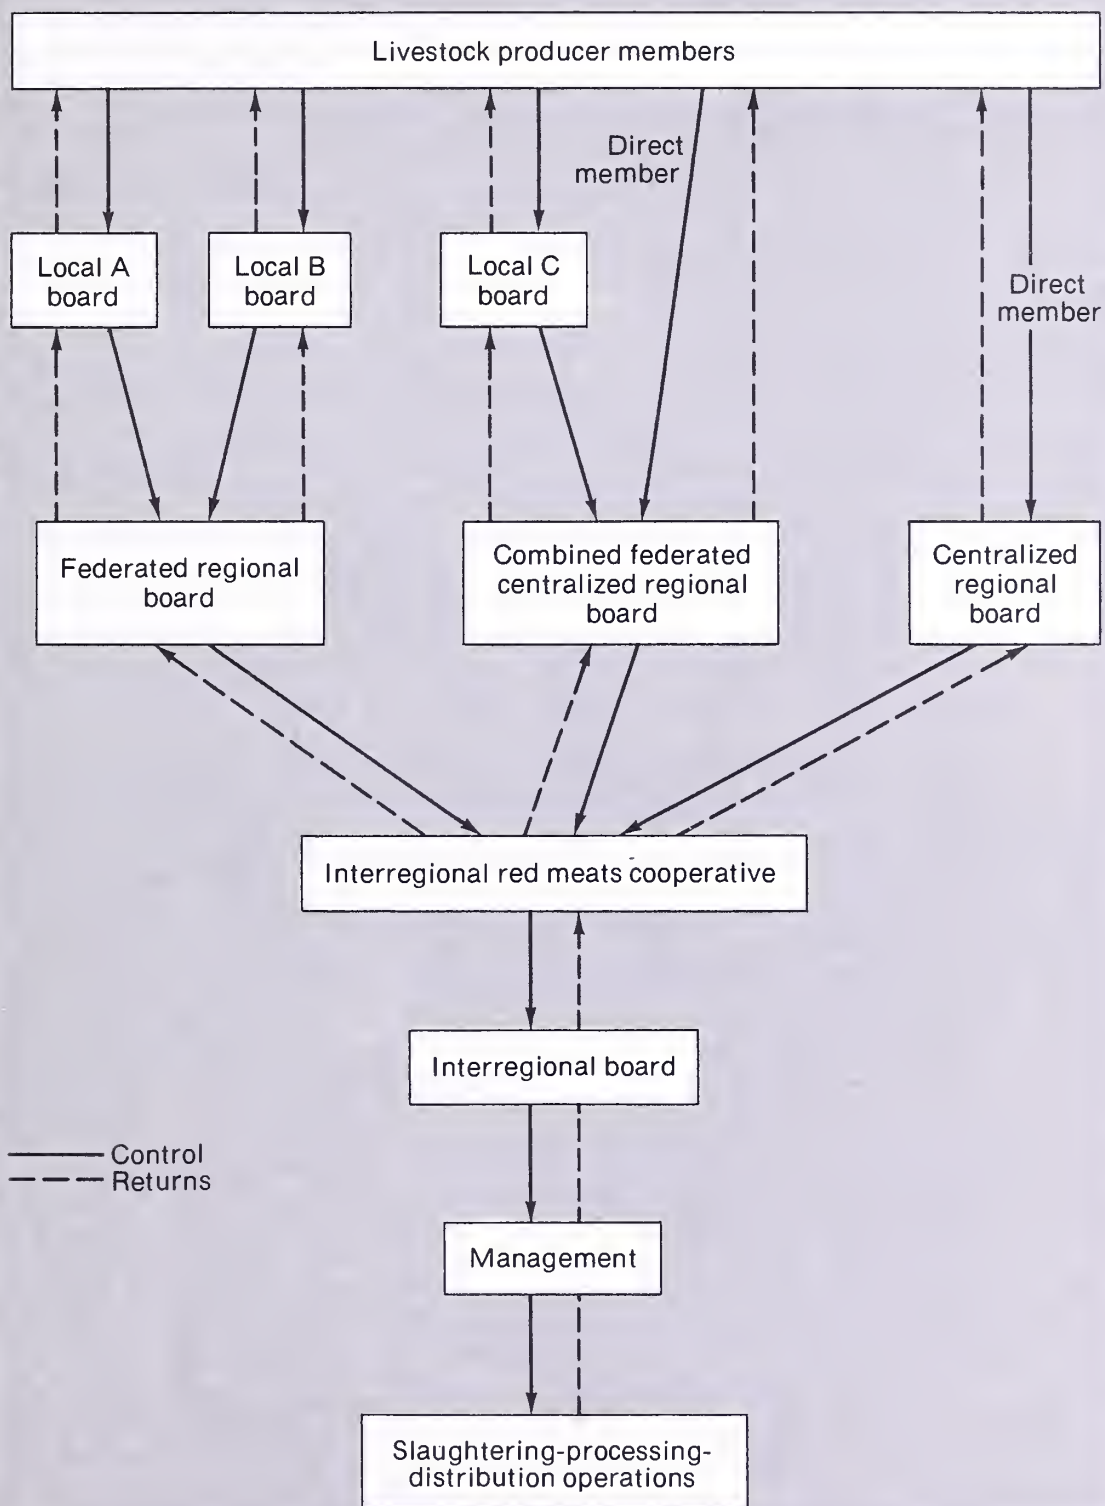 Livestock producer members
Direct
member
Local A
board
Local B
board
Local C
board
Direct
member
Federated regional
board
Combined federated
centralized regional
board
Centralized
regional
board
Interregional red meats cooperative
Interregional board
Control
Returns
Management
Slaughtering-processing-
distribution operations